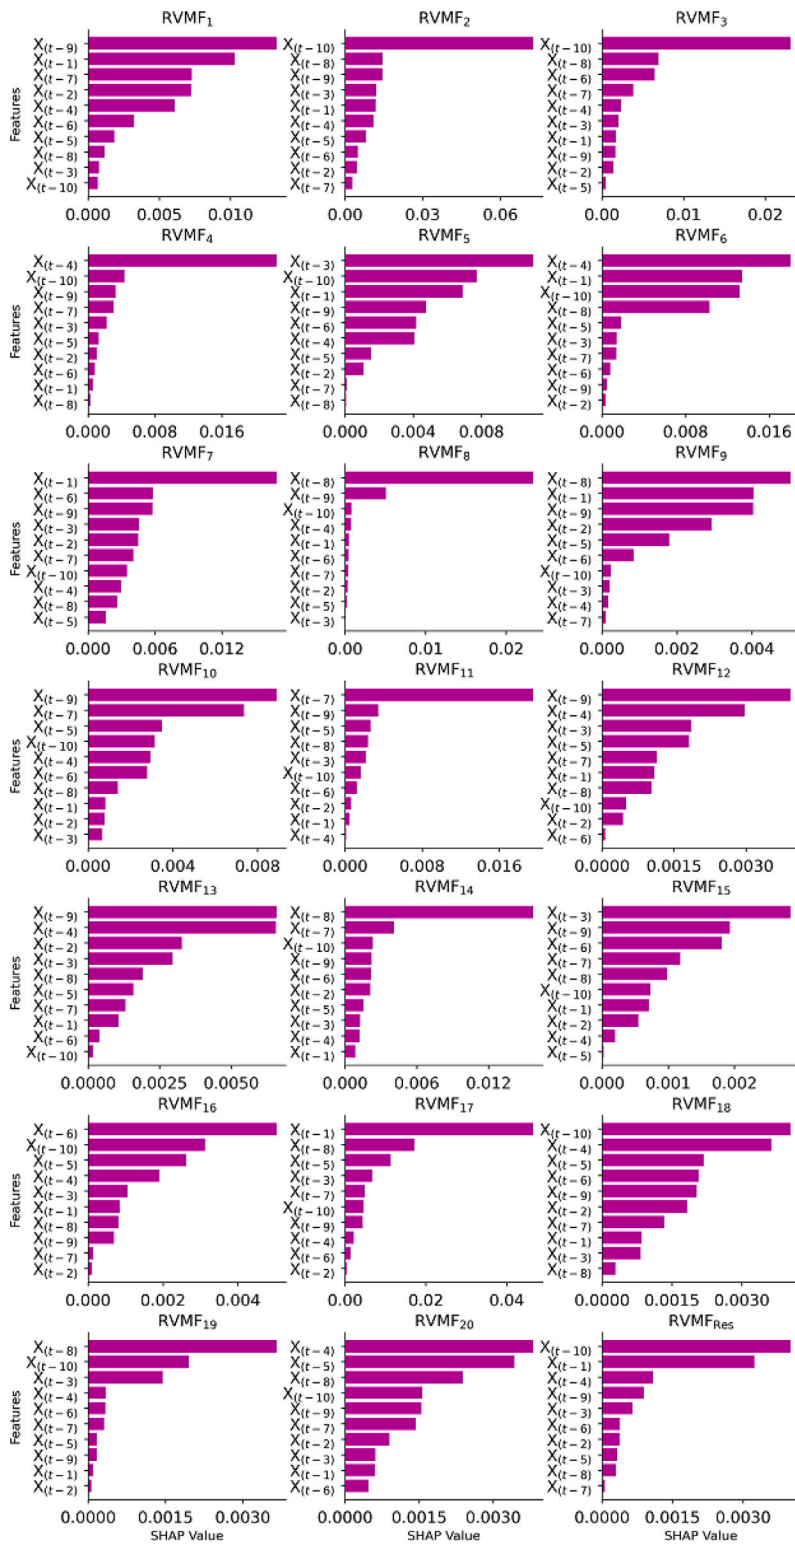 RVMF₁
X(t−9)
X(t−1)
X(t−7)
X(t−2)
X(t−4)
X(t−6)
X(t−5)
X(t−8)
X(t−3)
X(t−10)
Features
0.000 0.005 0.010
RVMF₂
X(t−10)
X(t−8)
X(t−9)
X(t−3)
X(t−1)
X(t−4)
X(t−5)
X(t−6)
X(t−2)
X(t−7)
0.00 0.03 0.06
RVMF₃
X(t−10)
X(t−8)
X(t−6)
X(t−7)
X(t−4)
X(t−3)
X(t−1)
X(t−9)
X(t−2)
X(t−5)
0.00 0.01 0.02
RVMF₄
X(t−4)
X(t−10)
X(t−9)
X(t−7)
X(t−3)
X(t−5)
X(t−2)
X(t−6)
X(t−1)
X(t−8)
Features
0.000 0.008 0.016
RVMF₅
X(t−3)
X(t−10)
X(t−1)
X(t−9)
X(t−6)
X(t−4)
X(t−5)
X(t−2)
X(t−7)
X(t−8)
0.000 0.004 0.008
RVMF₆
X(t−4)
X(t−1)
X(t−10)
X(t−8)
X(t−5)
X(t−3)
X(t−7)
X(t−6)
X(t−9)
X(t−2)
0.000 0.008 0.016
RVMF₇
X(t−1)
X(t−6)
X(t−9)
X(t−3)
X(t−2)
X(t−7)
X(t−10)
X(t−4)
X(t−8)
X(t−5)
Features
0.000 0.006 0.012
RVMF₈
X(t−8)
X(t−9)
X(t−10)
X(t−4)
X(t−1)
X(t−6)
X(t−7)
X(t−2)
X(t−5)
X(t−3)
0.00 0.01 0.02
RVMF₉
X(t−8)
X(t−1)
X(t−9)
X(t−2)
X(t−5)
X(t−6)
X(t−10)
X(t−3)
X(t−4)
X(t−7)
0.000 0.002 0.004
RVMF₁₀
X(t−9)
X(t−7)
X(t−5)
X(t−10)
X(t−4)
X(t−6)
X(t−8)
X(t−1)
X(t−2)
X(t−3)
Features
0.000 0.004 0.008
RVMF₁₁
X(t−7)
X(t−9)
X(t−5)
X(t−8)
X(t−3)
X(t−10)
X(t−6)
X(t−2)
X(t−1)
X(t−4)
0.000 0.008 0.016
RVMF₁₂
X(t−9)
X(t−4)
X(t−3)
X(t−5)
X(t−7)
X(t−1)
X(t−8)
X(t−10)
X(t−2)
X(t−6)
0.0000 0.0015 0.0030
RVMF₁₃
X(t−9)
X(t−4)
X(t−2)
X(t−3)
X(t−8)
X(t−5)
X(t−7)
X(t−1)
X(t−6)
X(t−10)
Features
0.0000 0.0025 0.0050
RVMF₁₄
X(t−8)
X(t−7)
X(t−10)
X(t−9)
X(t−6)
X(t−2)
X(t−5)
X(t−3)
X(t−4)
X(t−1)
0.000 0.006 0.012
RVMF₁₅
X(t−3)
X(t−9)
X(t−6)
X(t−7)
X(t−8)
X(t−10)
X(t−1)
X(t−2)
X(t−4)
X(t−5)
0.000 0.001 0.002
RVMF₁₆
X(t−6)
X(t−10)
X(t−5)
X(t−4)
X(t−3)
X(t−1)
X(t−8)
X(t−9)
X(t−7)
X(t−2)
Features
0.000 0.002 0.004
RVMF₁₇
X(t−1)
X(t−8)
X(t−5)
X(t−3)
X(t−7)
X(t−10)
X(t−9)
X(t−4)
X(t−6)
X(t−2)
0.00 0.02 0.04
RVMF₁₈
X(t−10)
X(t−4)
X(t−5)
X(t−6)
X(t−9)
X(t−2)
X(t−7)
X(t−1)
X(t−3)
X(t−8)
0.0000 0.0015 0.0030
RVMF₁₉
X(t−8)
X(t−10)
X(t−3)
X(t−4)
X(t−6)
X(t−7)
X(t−5)
X(t−9)
X(t−1)
X(t−2)
Features
0.000 0.0015 0.0030
SHAP Value
RVMF₂₀
X(t−4)
X(t−5)
X(t−8)
X(t−10)
X(t−9)
X(t−7)
X(t−2)
X(t−3)
X(t−1)
X(t−6)
0.0000 0.0015 0.0030
SHAP Value
RVMF Res
X(t−10)
X(t−1)
X(t−4)
X(t−9)
X(t−3)
X(t−6)
X(t−2)
X(t−5)
X(t−8)
X(t−7)
0.0000 0.0015 0.0030
SHAP Value